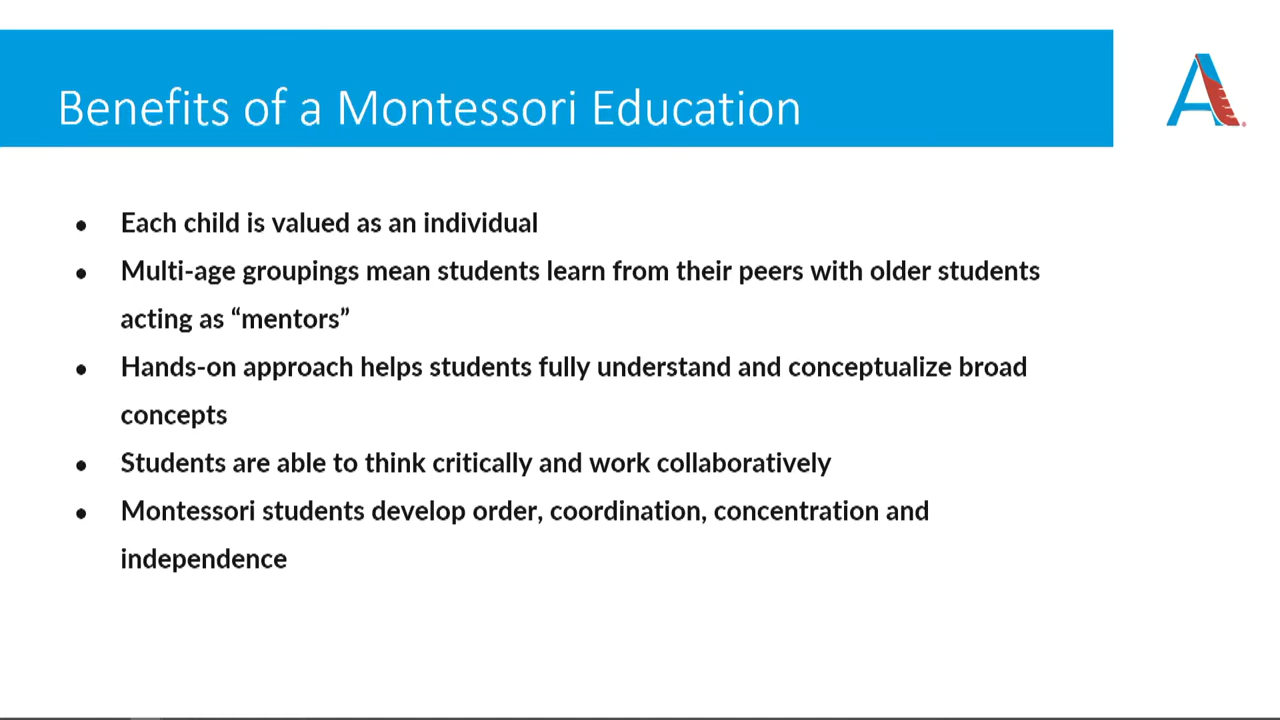 Benefits of a Montessori Education
• Each child is valued as an individual
• Multi-age groupings mean students learn from their peers with older students
acting as “mentors”
• Hands-on approach helps students fully understand and conceptualize broad
concepts
• Students are able to think critically and work collaboratively
• Montessori students develop order, coordination, concentration and
independence
A